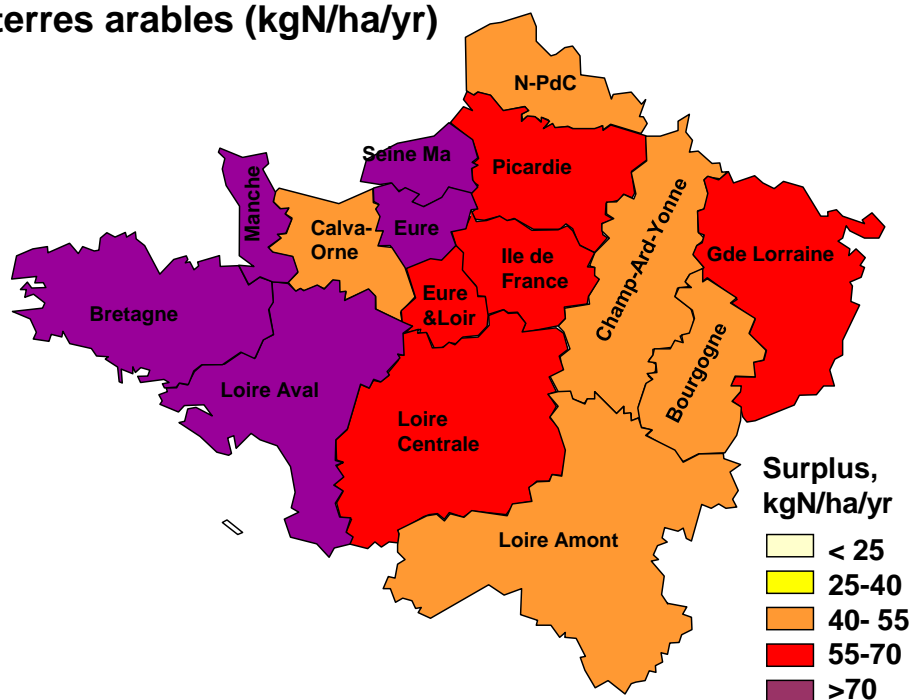 terres arables (kgN/ha/yr)
N-PdC
Seine Ma
Picardie
Manche
Calva-
Orne
Eure
Ile de
France
Champ-Ard-Yonne
Gde Lorraine
Bretagne
Eure
&Loir
Bourgogne
Loire Aval
Loire
Centrale
Loire Amont
Surplus,
kgN/ha/yr
< 25
25-40
40- 55
55-70
>70